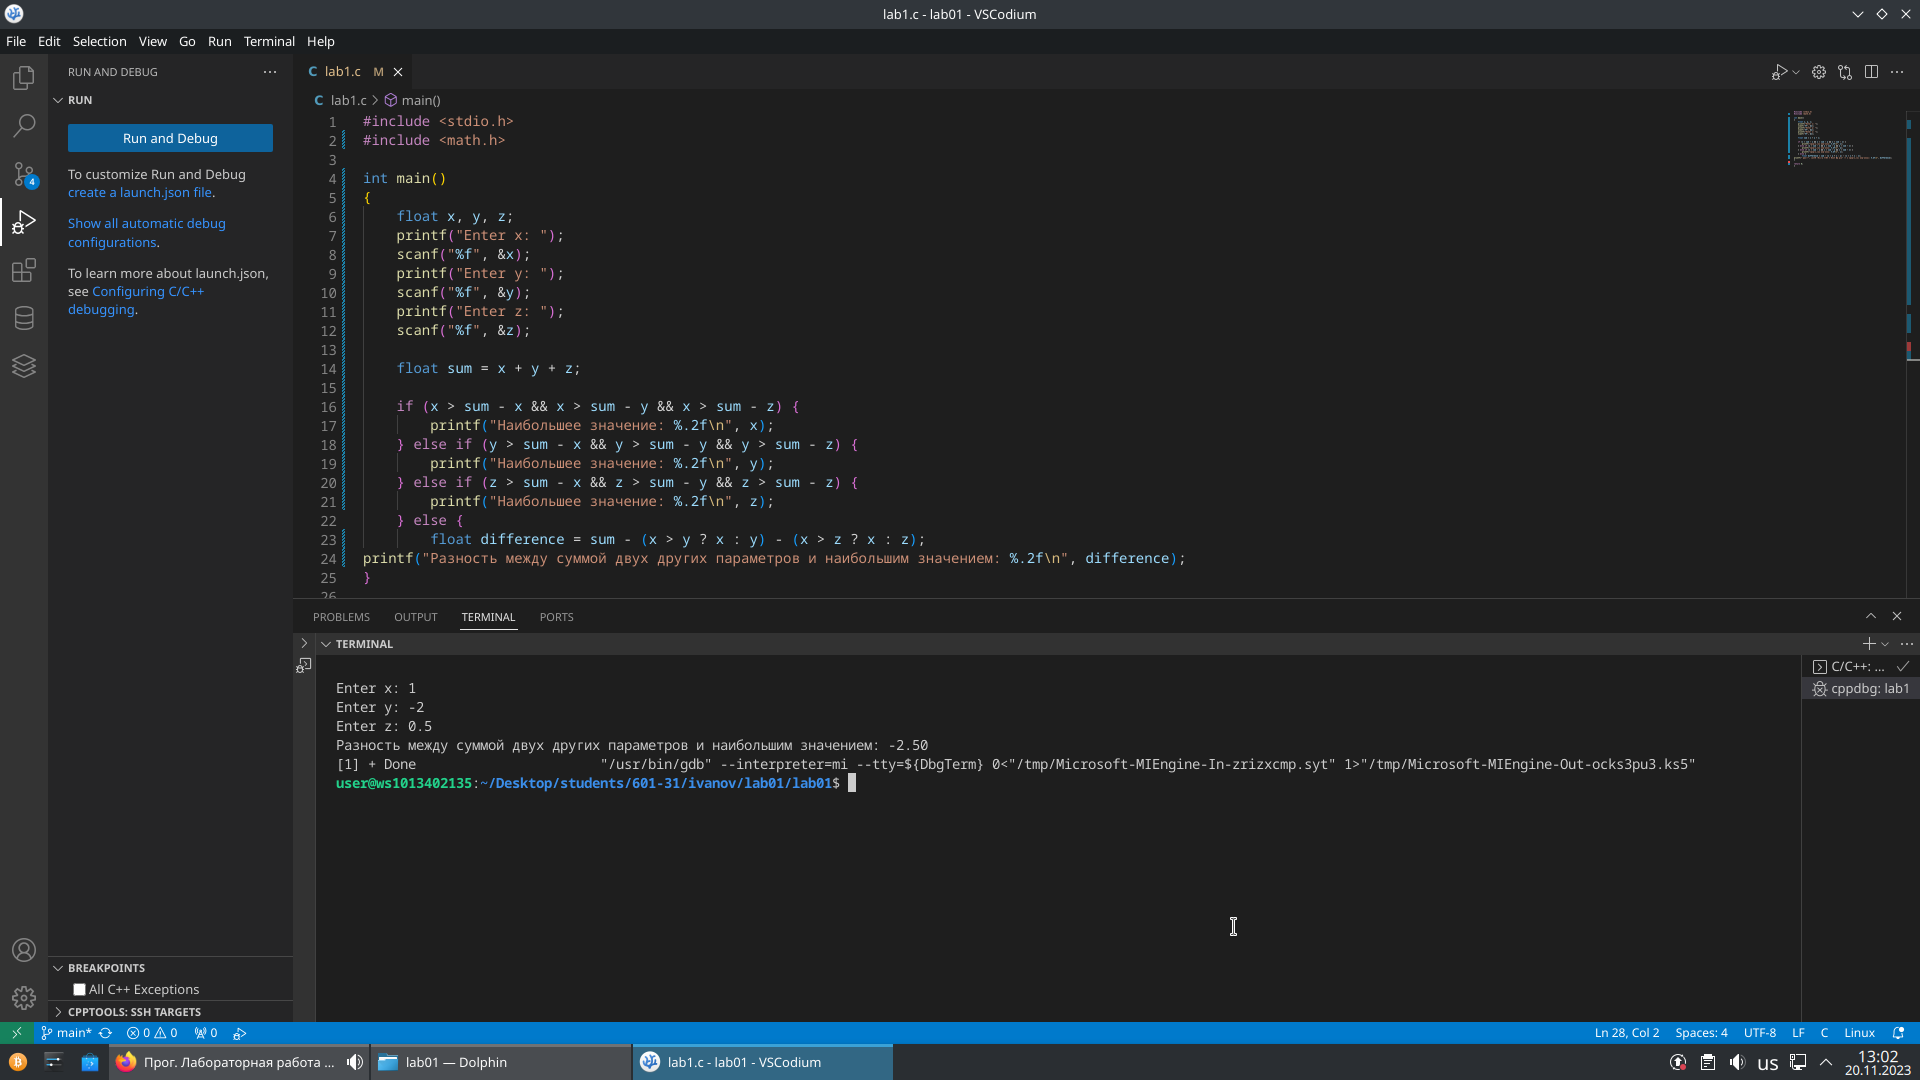 lab1.c - lab01 - VSCodium
File Edit Selection View Go Run Terminal Help
RUN AND DEBUG
RUN
Run and Debug
To customize Run and Debug
create a launch.json file.
Show all automatic debug
configurations.
To learn more about launch.json,
see Configuring C/C++
debugging.
4
BREAKPOINTS
All C++ Exceptions
CPPTOOLS: SSH TARGETS
C lab1.c M
C lab1.c > main()
1 #include <stdio.h>
2 #include <math.h>
3
4 int main()
5 {
6 float x, y, z;
7 printf("Enter x: ");
8 scanf("%f", &x);
9 printf("Enter y: ");
10 scanf("%f", &y);
11 printf("Enter z: ");
12 scanf("%f", &z);
13
14 float sum = x + y + z;
15
16 if (x > sum - x && x > sum - y && x > sum - z) {
17 printf("Наибольшее значение: %.2f\n", x);
18 } else if (y > sum - x && y > sum - y && y > sum - z) {
19 printf("Наибольшее значение: %.2f\n", y);
20 } else if (z > sum - x && z > sum - y && z > sum - z) {
21 printf("Наибольшее значение: %.2f\n", z);
22 } else {
23 float difference = sum - (x > y ? x : y) - (x > z ? x : z);
24 printf("Разность между суммой двух других параметров и наибольшим значением: %.2f\n", difference);
25 }
26
PROBLEMS OUTPUT TERMINAL PORTS
TERMINAL
Enter x: 1
Enter y: -2
Enter z: 0.5
Разность между суммой двух других параметров и наибольшим значением: -2.50
[1] + Done "/usr/bin/gdb" --interpreter=mi --tty=${DbgTerm} 0<"/tmp/Microsoft-MIEngine-In-zrizxcmp.syt" 1>"/tmp/Microsoft-MIEngine-Out-ocks3pu3.ks5"
user@ws1013402135:~/Desktop/students/601-31/ivanov/lab01/lab01$
C/C++: ...
cppdbg: lab1
main* 0 0 0 Ln 28, Col 2 Spaces: 4 UTF-8 LF C Linux
Прог. Лабораторная работа ... lab01 — Dolphin lab1.c - lab01 - VSCodium us 13:02
20.11.2023